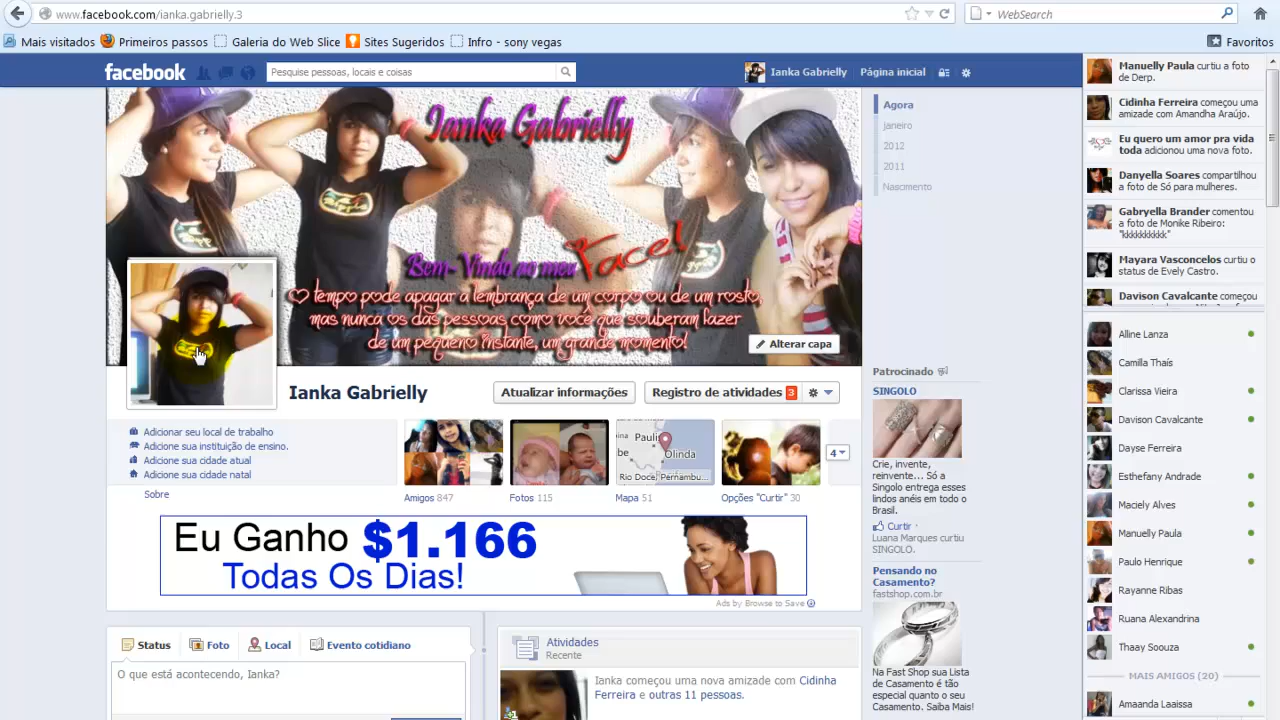 www.facebook.com/ianka.gabrielly.3
WebSearch
Mais visitados
Primeiros passos
Galeria do Web Slice
Sites Sugeridos
Infro - sony vegas
Favoritos
facebook
Pesquise pessoas, locais e coisas
Ianka Gabrielly
Página inicial
Ianka Gabrielly
Bem-Vindo ao meu Face!
O tempo pode apagar a lembrança de um corpo ou de um rosto,
mas nunca os das pessoas como você que souberam fazer
de um pequeno instante, um grande momento!
Alterar capa
Ianka Gabrielly
Atualizar informações
Registro de atividades 3
Adicionar seu local de trabalho
Adicione sua instituição de ensino.
Adicione sua cidade atual
Adicione sua cidade natal
Sobre
Pauli
Olinda
Rio Doce, Pernambu...
Amigos 847
Fotos 115
Mapa 51
Opções "Curtir" 30
4
Eu Ganho $1.166
Todas Os Dias!
Ads by Browse to Save
Status
Foto
Local
Evento cotidiano
O que está acontecendo, Ianka?
Atividades
Recente
Ianka começou uma nova amizade com Cidinha
Ferreira e outras 11 pessoas.
Agora
Janeiro
2012
2011
Nascimento
Patrocinado
SINGOLO
Crie, invente,
reinvente... Só a
Singolo entrega esses
lindos anéis em todo o
Brasil.
Curtir ·
Luana Marques curtiu
SINGOLO.
Pensando no
Casamento?
fastshop.com.br
Na Fast Shop sua Lista
de Casamento é tão
especial quanto o seu
Casamento. Saiba Mais!
Manuelly Paula curtiu a foto
de Derp.
Cidinha Ferreira começou uma
amizade com Amandha Araújo.
Eu quero um amor pra vida
toda adicionou uma nova foto.
Danyella Soares compartilhou
a foto de Só para mulheres.
Gabryella Brander comentou
a foto de Monike Ribeiro:
"kkkkkkkkkk"
Mayara Vasconcelos curtiu o
status de Evely Castro.
Davison Cavalcante começou
Alline Lanza
Camilla Thaís
Clarissa Vieira
Davison Cavalcante
Dayse Ferreira
Esthefany Andrade
Maciely Alves
Manuelly Paula
Paulo Henrique
Rayanne Ribas
Ruana Alexandrina
Thaay Soouza
MAIS AMIGOS (20)
Amaanda Laaissa